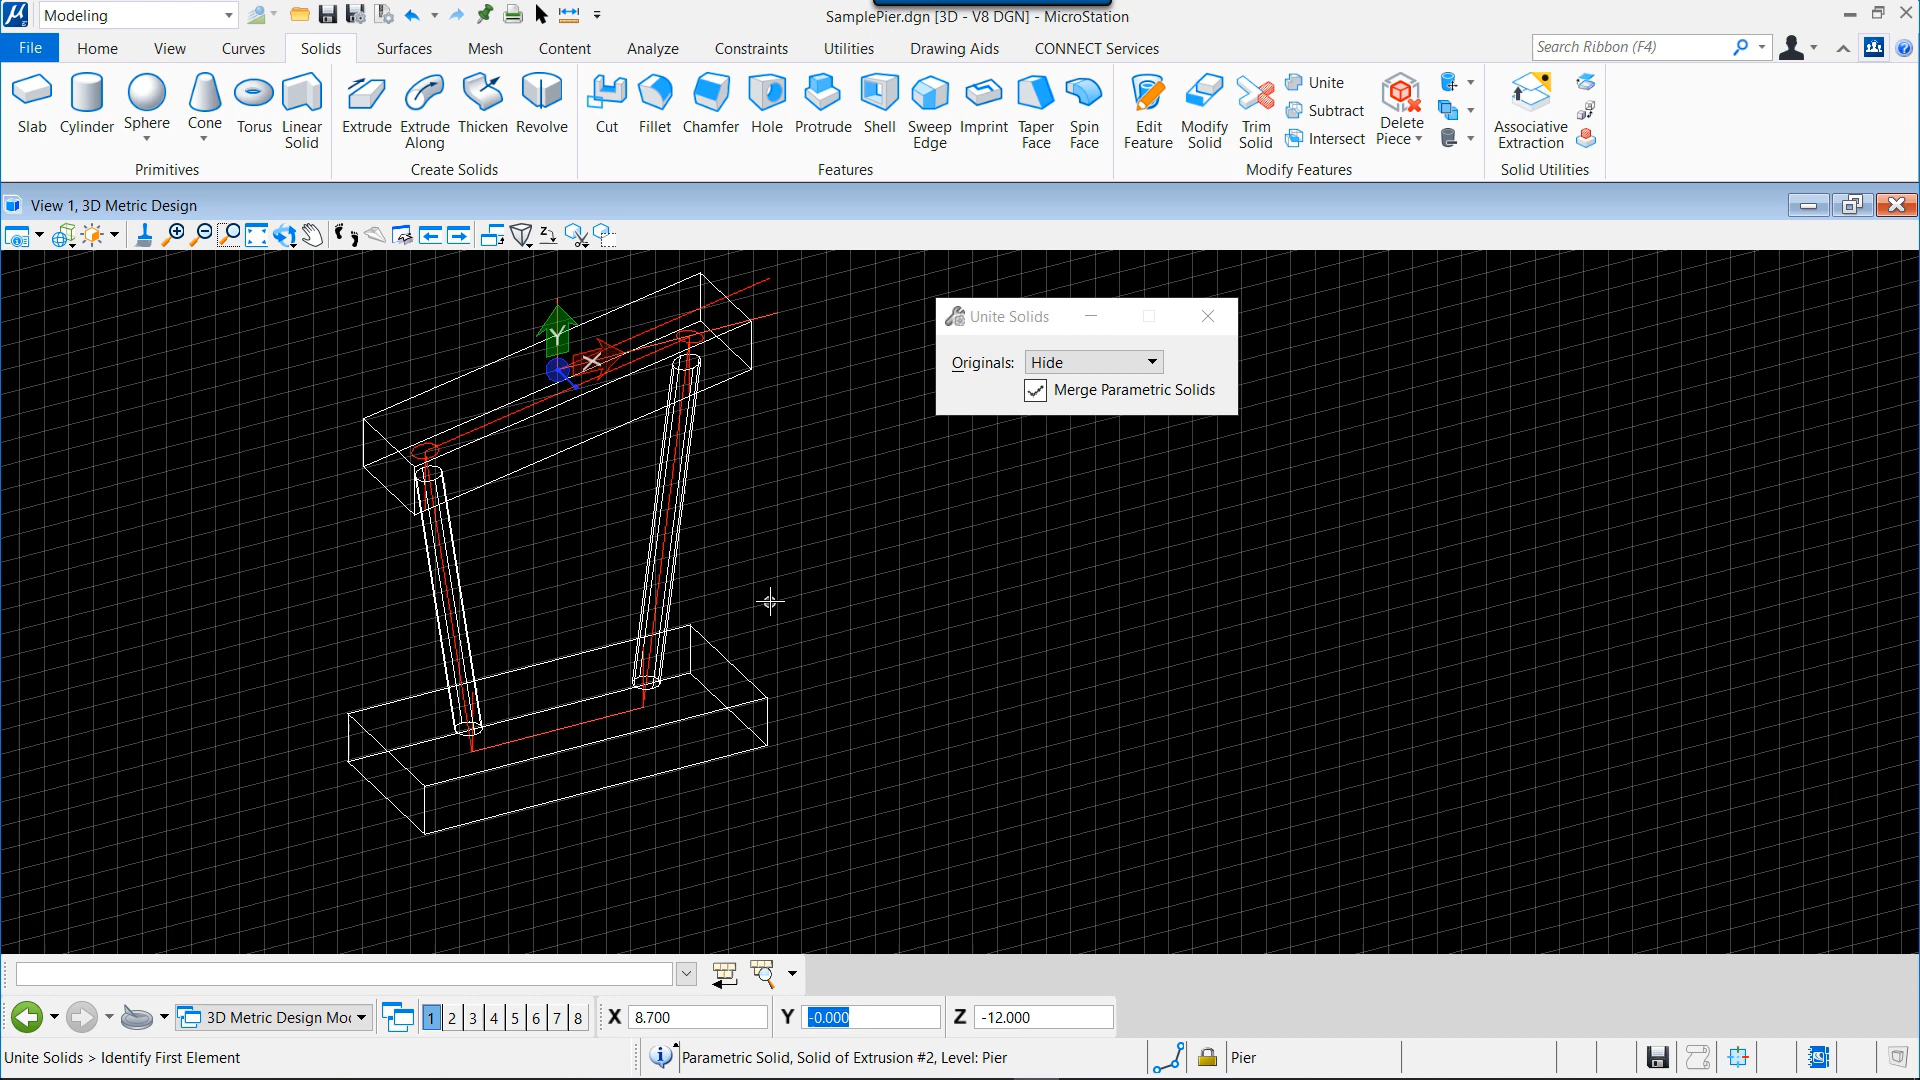 Modeling
SamplePier.dgn [3D - V8 DGN] - MicroStation
File Home View Curves Solids Surfaces Mesh Content Analyze Constraints Utilities Drawing Aids CONNECT Services
Search Ribbon (F4)
Slab Cylinder Sphere Cone Torus Linear Solid
Primitives
Extrude Extrude Along Thicken Revolve
Create Solids
Cut Fillet Chamfer Hole Protrude Shell Sweep Edge Imprint Taper Face Spin Face
Features
Edit Feature Modify Solid Trim Solid
Unite
Subtract
Intersect
Delete Piece
Modify Features
Associative Extraction
Solid Utilities
View 1, 3D Metric Design
Y
X
Unite Solids
Originals: Hide
Merge Parametric Solids
3D Metric Design Mod
1 2 3 4 5 6 7 8
X 8.700 Y -0.000 Z -12.000
Unite Solids > Identify First Element
Parametric Solid, Solid of Extrusion #2, Level: Pier
Pier